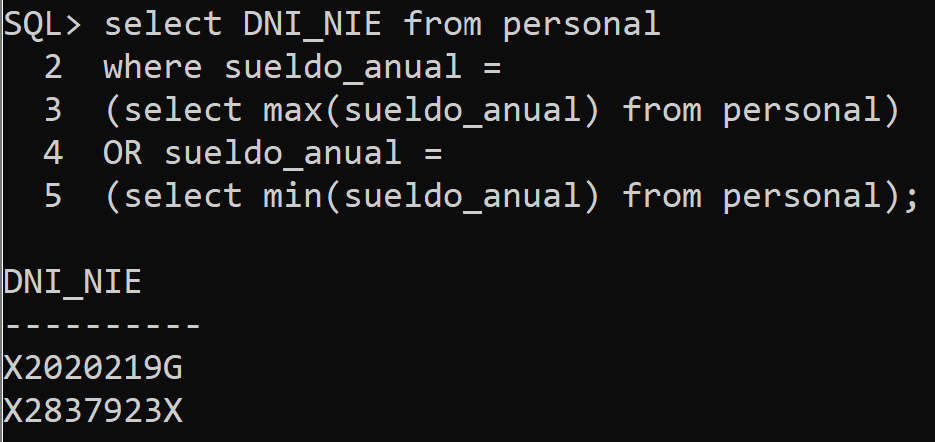 SQL> select DNI_NIE from personal
2 where sueldo_anual =
3 (select max(sueldo_anual) from personal)
4 OR sueldo_anual =
5 (select min(sueldo_anual) from personal);
DNI_NIE
----------
X2020219G
X2837923X